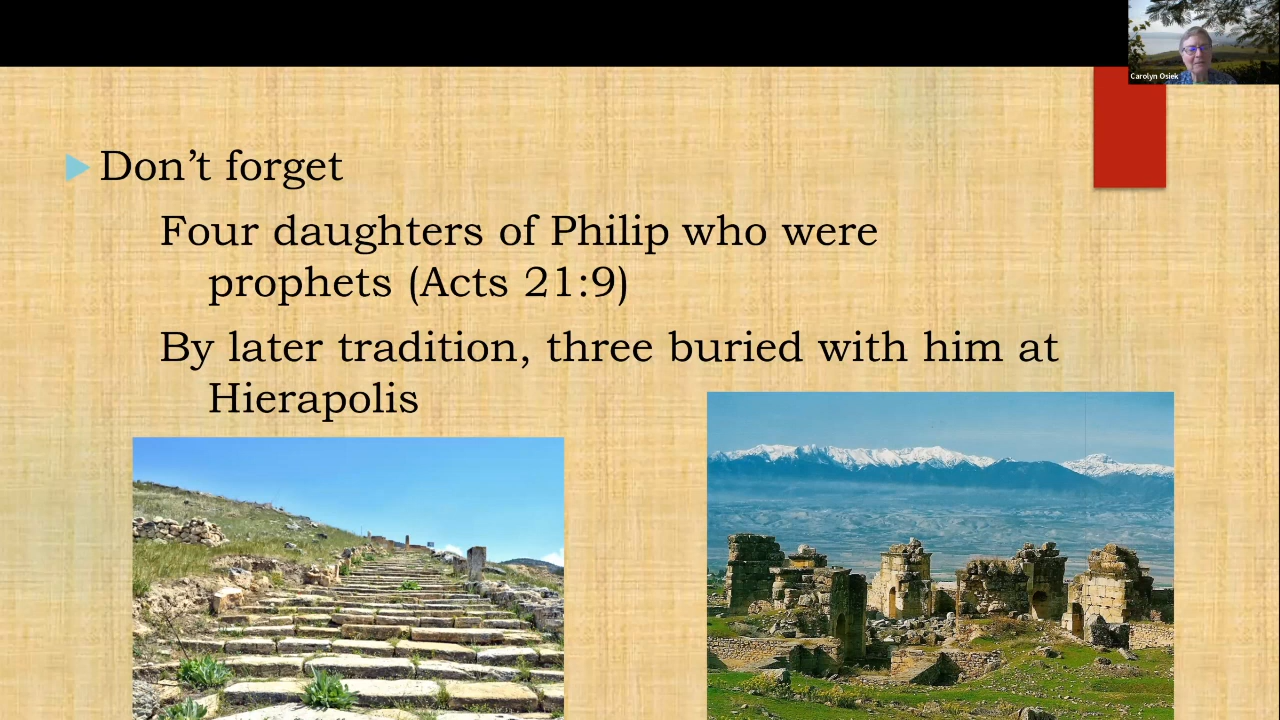 Carolyn Osiek
Don’t forget
Four daughters of Philip who were
prophets (Acts 21:9)
By later tradition, three buried with him at
Hierapolis